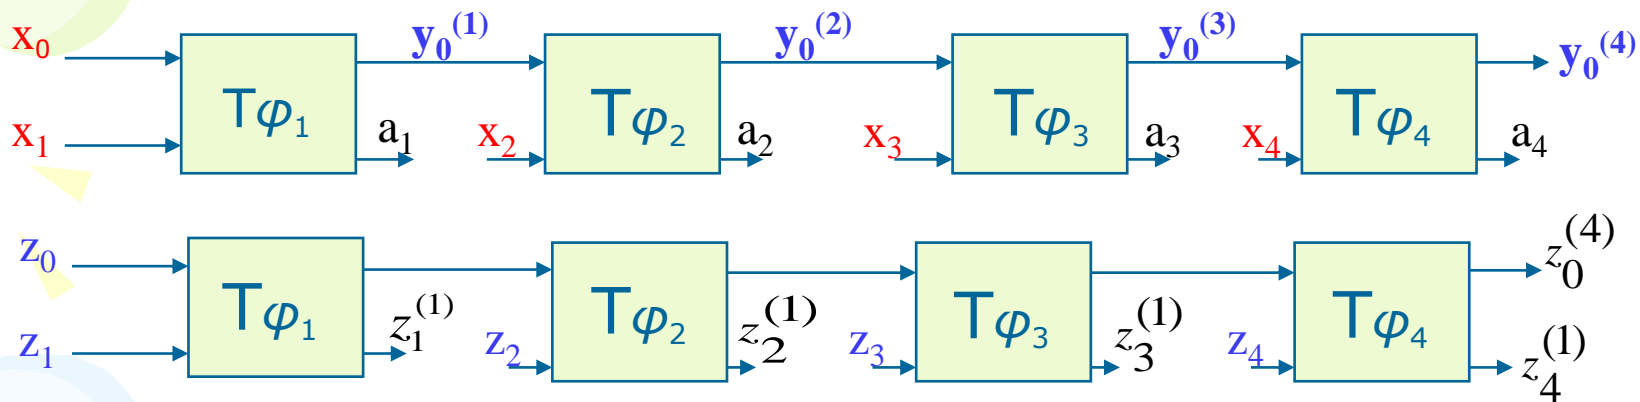 x₀ y₀⁽¹⁾ y₀⁽²⁾ y₀⁽³⁾ y₀⁽⁴⁾
Tφ₁ Tφ₂ Tφ₃ Tφ₄
x₁ a₁ x₂ a₂ x₃ a₃ x₄ a₄
z₀ z₀⁽⁴⁾
Tφ₁ Tφ₂ Tφ₃ Tφ₄
z₁ z₁⁽¹⁾ z₂ z₂⁽¹⁾ z₃ z₃⁽¹⁾ z₄ z₄⁽¹⁾